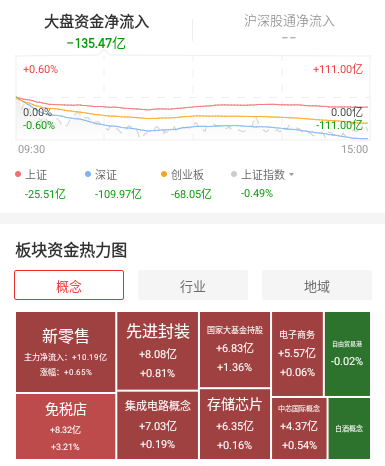 大盘资金净流入
沪深股通净流入
-135.47亿
--
+0.60%
+111.00亿
0.00%
0.00亿
-0.60%
-111.00亿
09:30
15:00
上证
深证
创业板
上证指数
-25.51亿
-109.97亿
-68.05亿
-0.49%
板块资金热力图
概念
行业
地域
新零售
主力净流入：+10.19亿
涨幅：+0.65%
先进封装
+8.08亿
+0.81%
国家大基金持股
+6.83亿
+1.36%
电子商务
+5.57亿
+0.06%
自由贸易港
-0.02%
免税店
+8.32亿
+3.21%
集成电路概念
+7.03亿
+0.19%
存储芯片
+6.35亿
+0.16%
中芯国际概念
+4.37亿
+0.54%
白酒概念